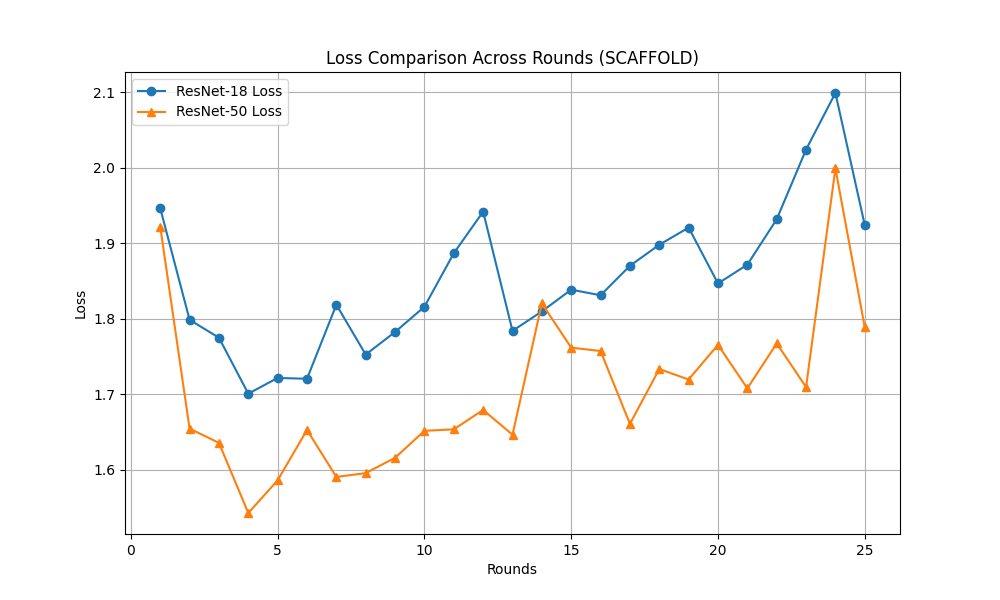 Loss Comparison Across Rounds (SCAFFOLD)
ResNet-18 Loss
ResNet-50 Loss
2.1
2.0
1.9
1.8
1.7
1.6
Loss
0 5 10 15 20 25
Rounds